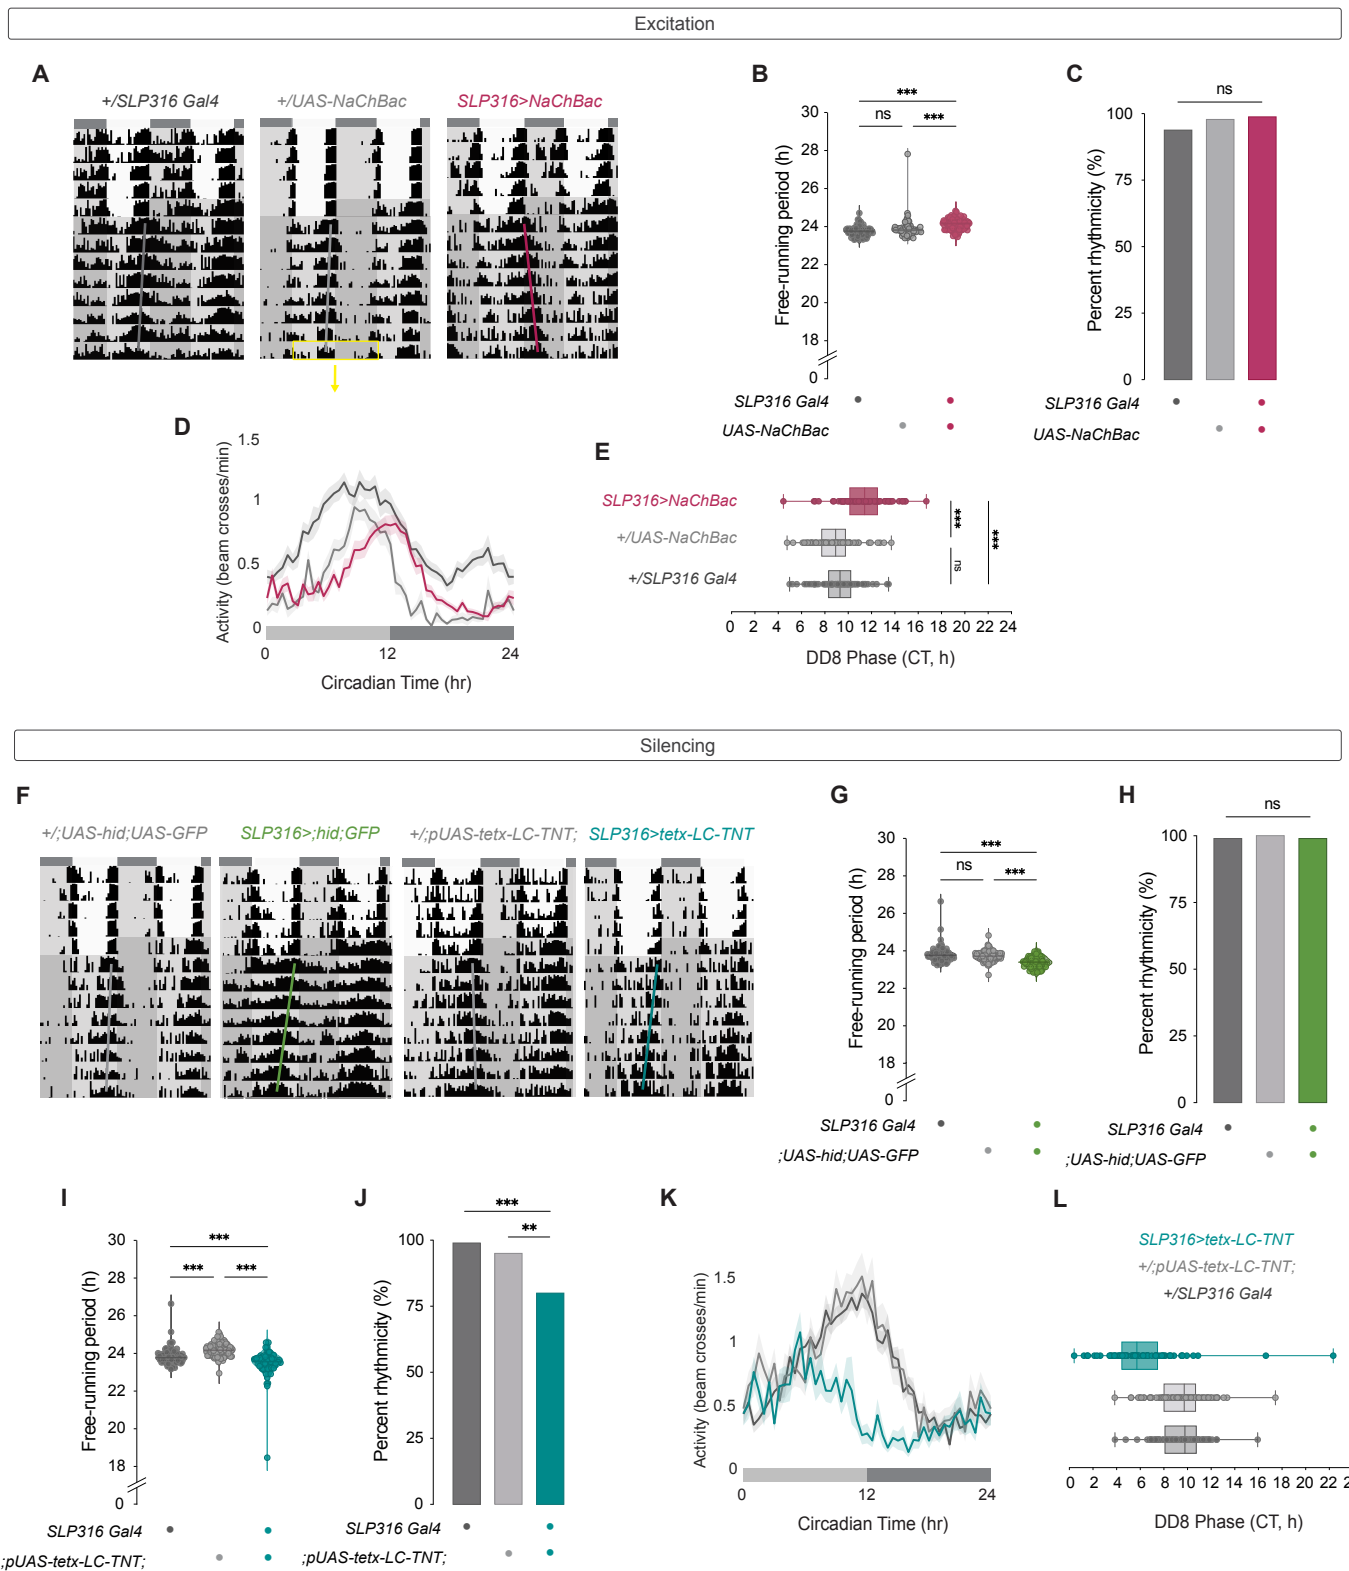 Excitation
A
+/SLP316 Gal4
+/UAS-NaChBac
SLP316>NaChBac
B
Free-running period (h)
30
28
26
24
22
20
18
0
***
ns
***
SLP316 Gal4
UAS-NaChBac
C
Percent rhythmicity (%)
100
75
50
25
0
ns
SLP316 Gal4
UAS-NaChBac
D
Activity (beam crosses/min)
1.5
1
0.5
0
0 12 24
Circadian Time (hr)
E
SLP316>NaChBac
+/UAS-NaChBac
+/SLP316 Gal4
***
ns
***
0 2 4 6 8 10 12 14 16 18 20 22 24
DD8 Phase (CT, h)
Silencing
F
+/;UAS-hid;UAS-GFP
SLP316>;hid;GFP
+/;pUAS-tetx-LC-TNT;
SLP316>tetx-LC-TNT
G
Free-running period (h)
30
28
26
24
22
20
18
0
***
ns
***
SLP316 Gal4
;UAS-hid;UAS-GFP
H
Percent rhythmicity (%)
100
75
50
25
0
ns
SLP316 Gal4
;UAS-hid;UAS-GFP
I
Free-running period (h)
30
28
26
24
22
20
18
0
***
***
***
SLP316 Gal4
;pUAS-tetx-LC-TNT;
J
Percent rhythmicity (%)
100
75
50
25
0
***
**
SLP316 Gal4
;pUAS-tetx-LC-TNT;
K
Activity (beam crosses/min)
1.5
1
0.5
0
0 12 24
Circadian Time (hr)
L
SLP316>tetx-LC-TNT
+/;pUAS-tetx-LC-TNT;
+/SLP316 Gal4
0 2 4 6 8 10 12 14 16 18 20 22 2
DD8 Phase (CT, h)